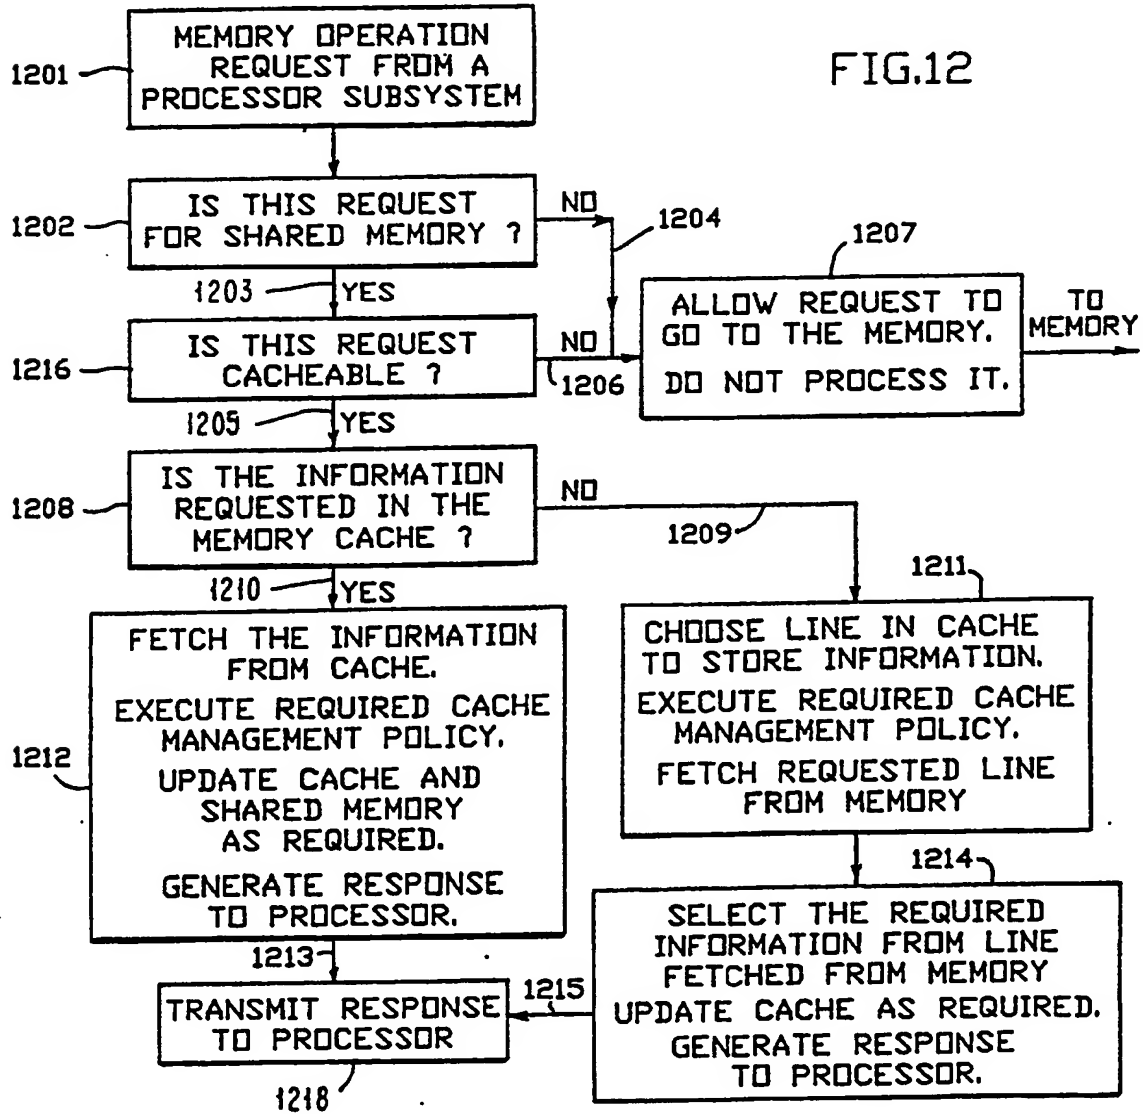 MEMORY OPERATION
REQUEST FROM A
PROCESSOR SUBSYSTEM
1201
FIG.12
IS THIS REQUEST
FOR SHARED MEMORY ?
1202
NO
1204
1203
YES
IS THIS REQUEST
CACHEABLE ?
1216
NO
1206
1207
ALLOW REQUEST TO
GO TO THE MEMORY.
DO NOT PROCESS IT.
TO
MEMORY
1205
YES
IS THE INFORMATION
REQUESTED IN THE
MEMORY CACHE ?
1208
NO
1209
1210
YES
1211
CHOOSE LINE IN CACHE
TO STORE INFORMATION.
EXECUTE REQUIRED CACHE
MANAGEMENT POLICY.
FETCH REQUESTED LINE
FROM MEMORY
FETCH THE INFORMATION
FROM CACHE.
EXECUTE REQUIRED CACHE
MANAGEMENT POLICY.
UPDATE CACHE AND
SHARED MEMORY
AS REQUIRED.
GENERATE RESPONSE
TO PROCESSOR.
1212
1214
SELECT THE REQUIRED
INFORMATION FROM LINE
FETCHED FROM MEMORY
UPDATE CACHE AS REQUIRED.
GENERATE RESPONSE
TO PROCESSOR.
1213
1215
TRANSMIT RESPONSE
TO PROCESSOR
1218